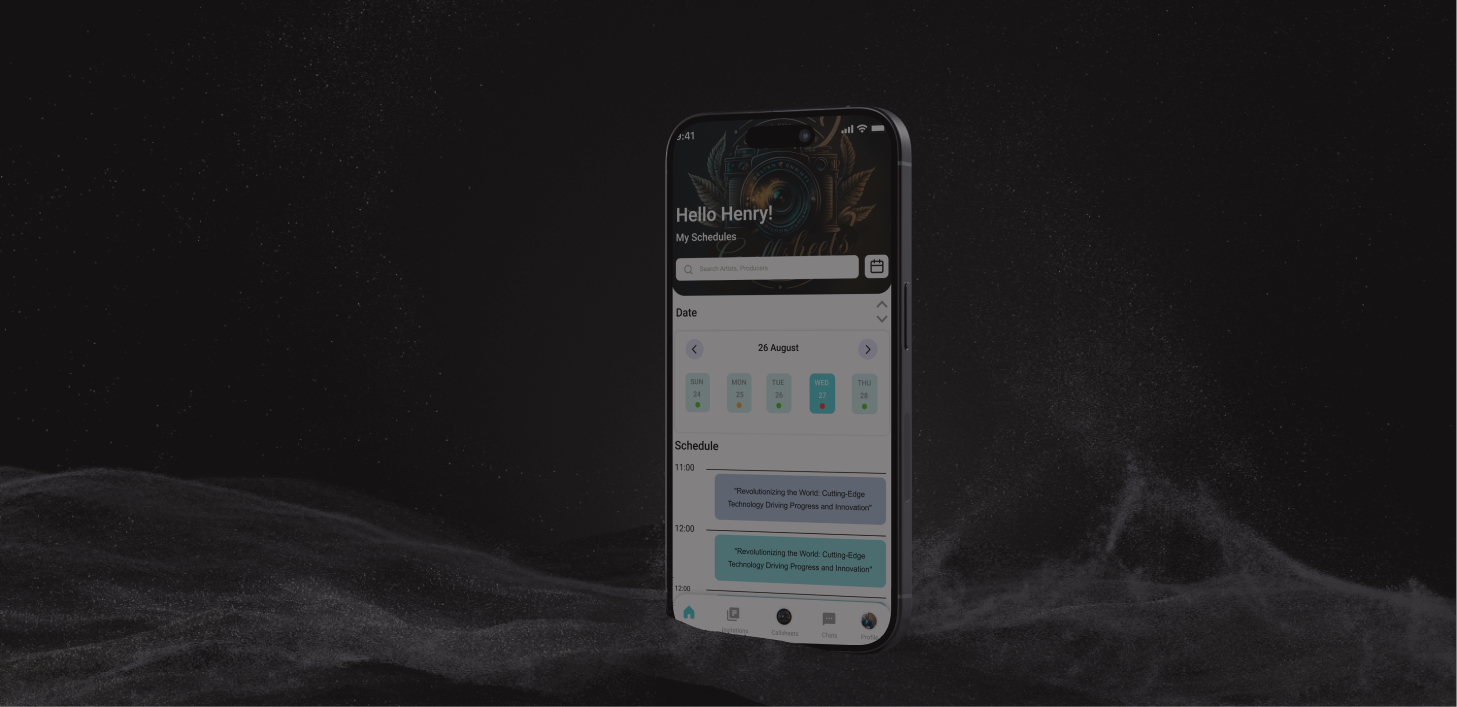 9:41
Hello Henry!
My Schedules
Callsheets
Search Artists, Producers
Date
26 August
SUN MON TUE WED THU
24 25 26 27 28
Schedule
11:00
"Revolutionizing the World: Cutting-Edge
Technology Driving Progress and Innovation"
12:00
"Revolutionizing the World: Cutting-Edge
Technology Driving Progress and Innovation"
12:00
Invitations Callsheets Chats Profile